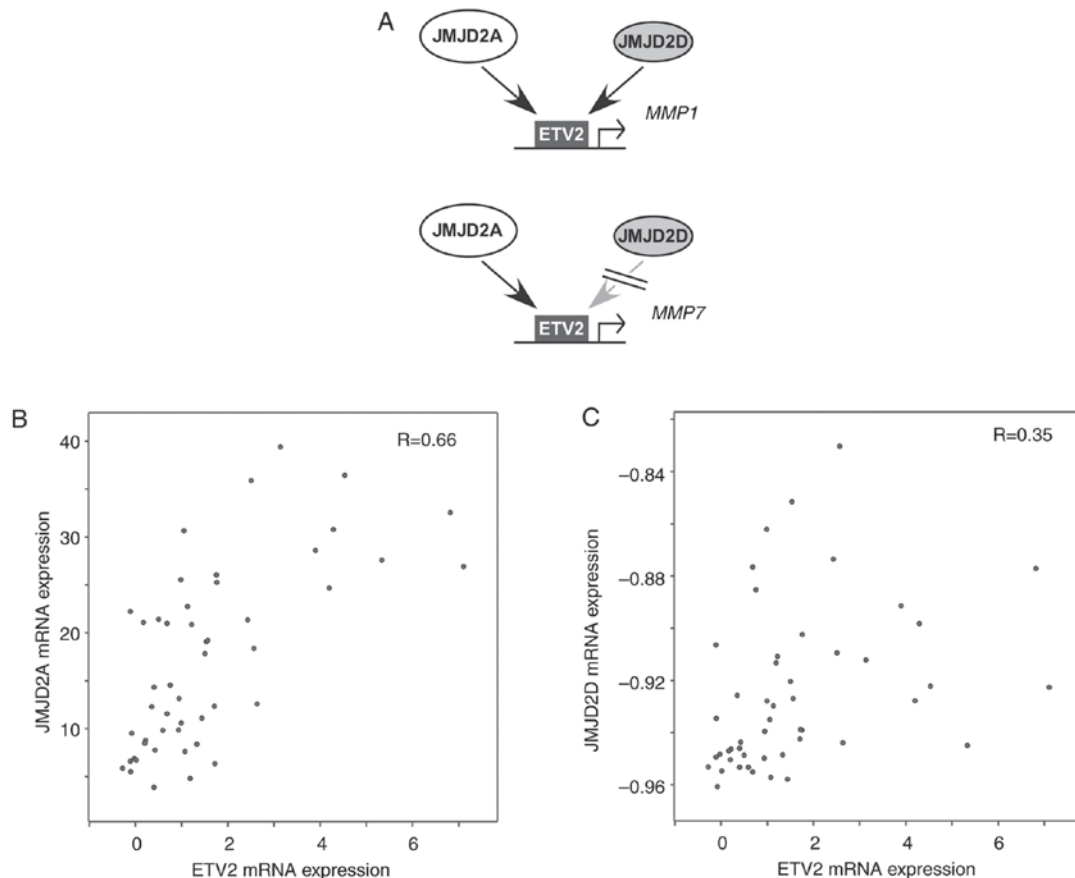 A
JMJD2A JMJD2D
MMP1
ETV2
JMJD2A JMJD2D
MMP7
ETV2
B
R=0.66
40
30
20
10
JMJD2A mRNA expression
0 2 4 6
ETV2 mRNA expression
C
R=0.35
−0.84
−0.88
−0.92
−0.96
JMJD2D mRNA expression
0 2 4 6
ETV2 mRNA expression